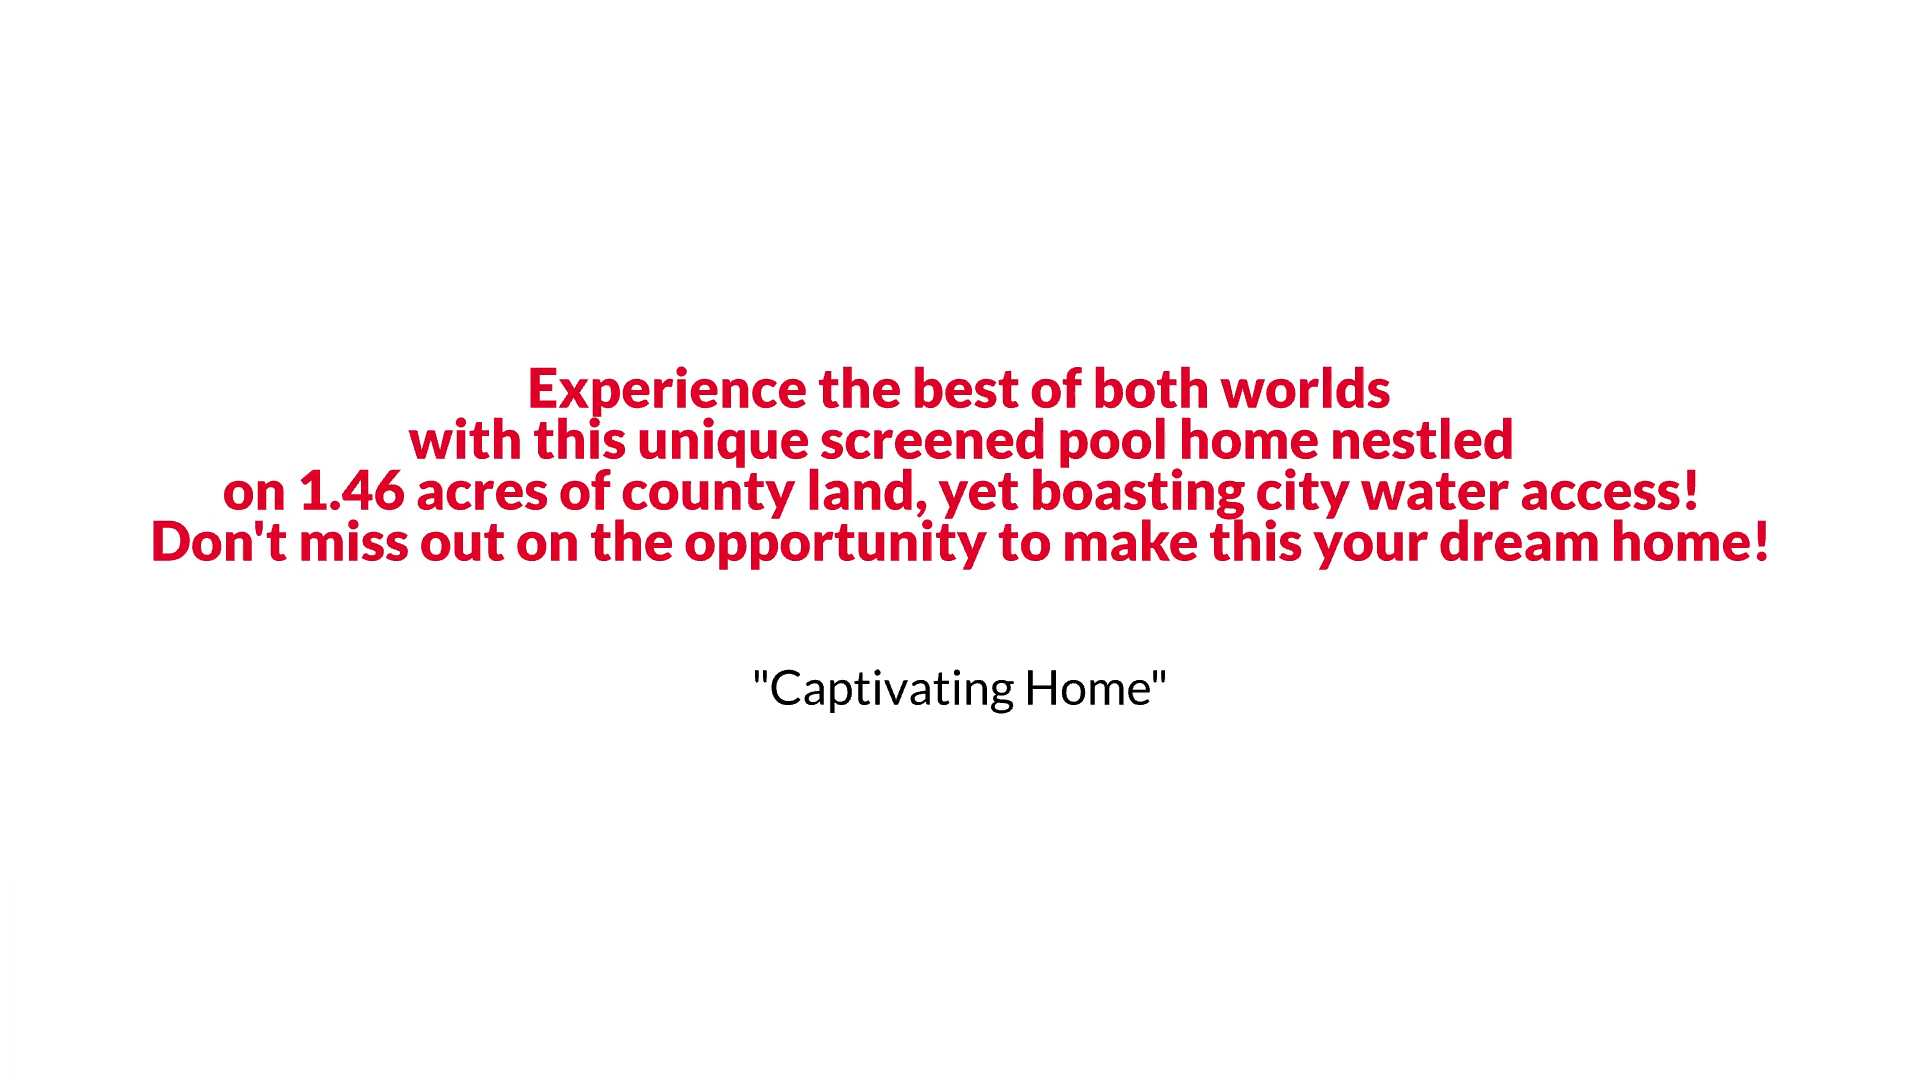 Experience the best of both worlds
with this unique screened pool home nestled
on 1.46 acres of county land, yet boasting city water access!
Don't miss out on the opportunity to make this your dream home!
"Captivating Home"